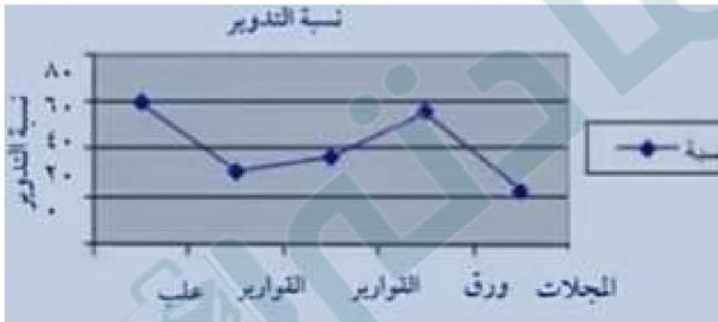 نسبة التدوير
نسبة التدوير
٨٠
٦٠
٤٠
٢٠
٠
علب
القوارير
القوارير
ورق
المجلات